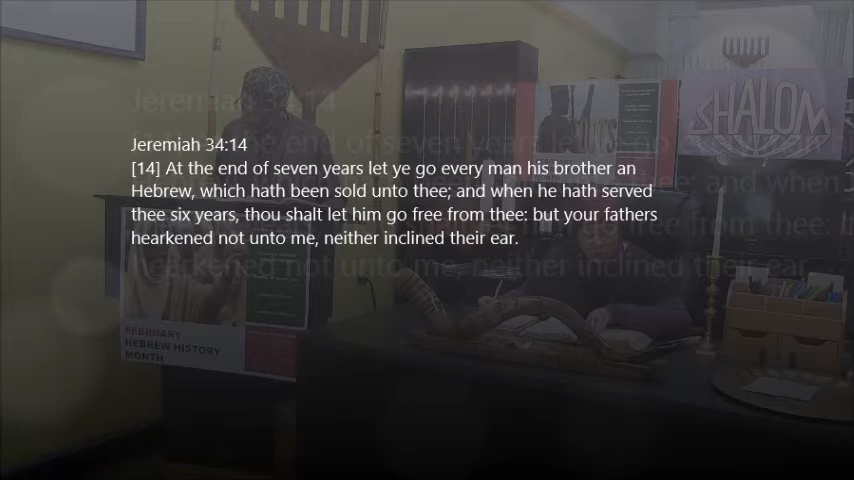 Jeremiah 34:14
[14] At the end of seven years let ye go every man his brother an
Hebrew, which hath been sold unto thee; and when he hath served
thee six years, thou shalt let him go free from thee: but your fathers
hearkened not unto me, neither inclined their ear.
SHALOM
FEBRUARY
HEBREW HISTORY
MONTH